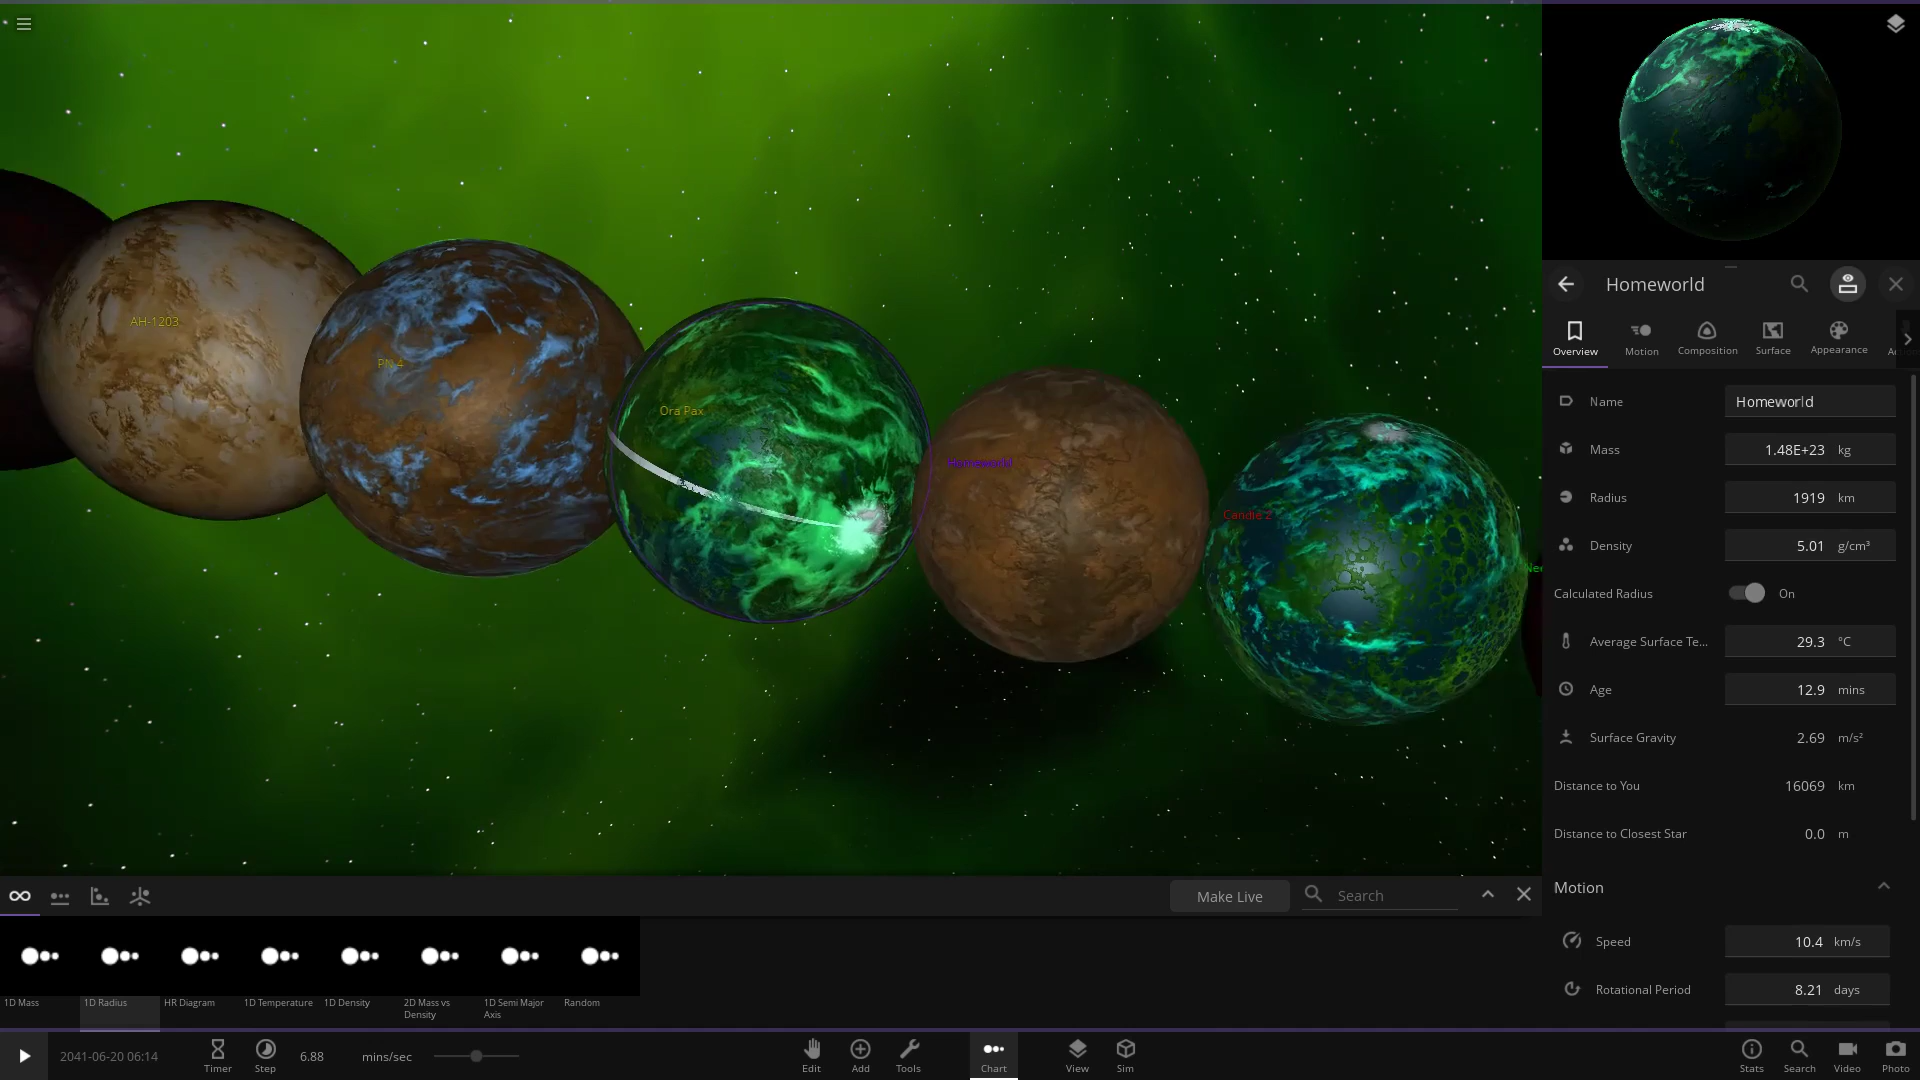 AH-1203
PN-4
Ora Pax
Homeworld
Candle 2
Homeworld
Overview
Motion
Composition
Surface
Appearance
Name
Homeworld
Mass
1.48E+23 kg
Radius
1919 km
Density
5.01 g/cm³
Calculated Radius
On
Average Surface Te...
29.3 °C
Age
12.9 mins
Surface Gravity
2.69 m/s²
Distance to You
16069 km
Distance to Closest Star
0.0 m
Motion
Speed
10.4 km/s
Rotational Period
8.21 days
Make Live
Search
1D Mass
1D Radius
HR Diagram
1D Temperature
1D Density
2D Mass vs
Density
1D Semi Major
Axis
Random
2041-06-20 06:14
Timer
Step
6.88 mins/sec
Edit
Add
Tools
Chart
View
Sim
Stats
Search
Video
Photo